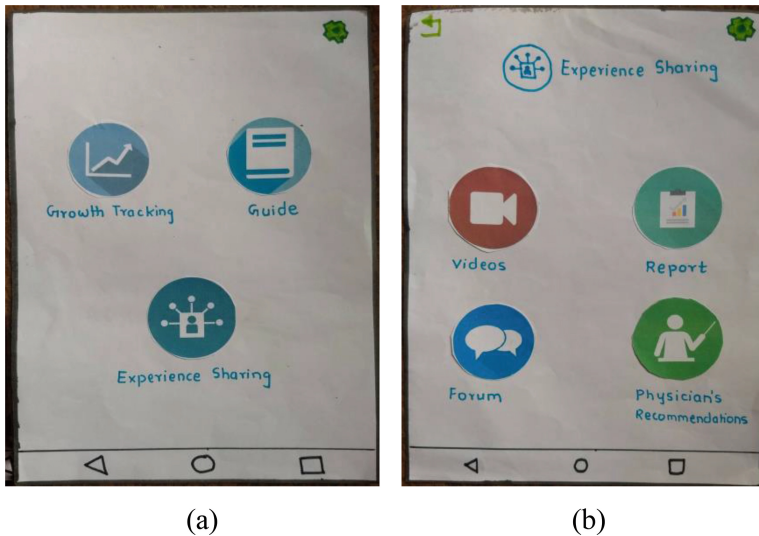 Growth Tracking
Guide
Experience Sharing
(a)
Experience Sharing
Videos
Report
Forum
Physician's
Recommendations
(b)